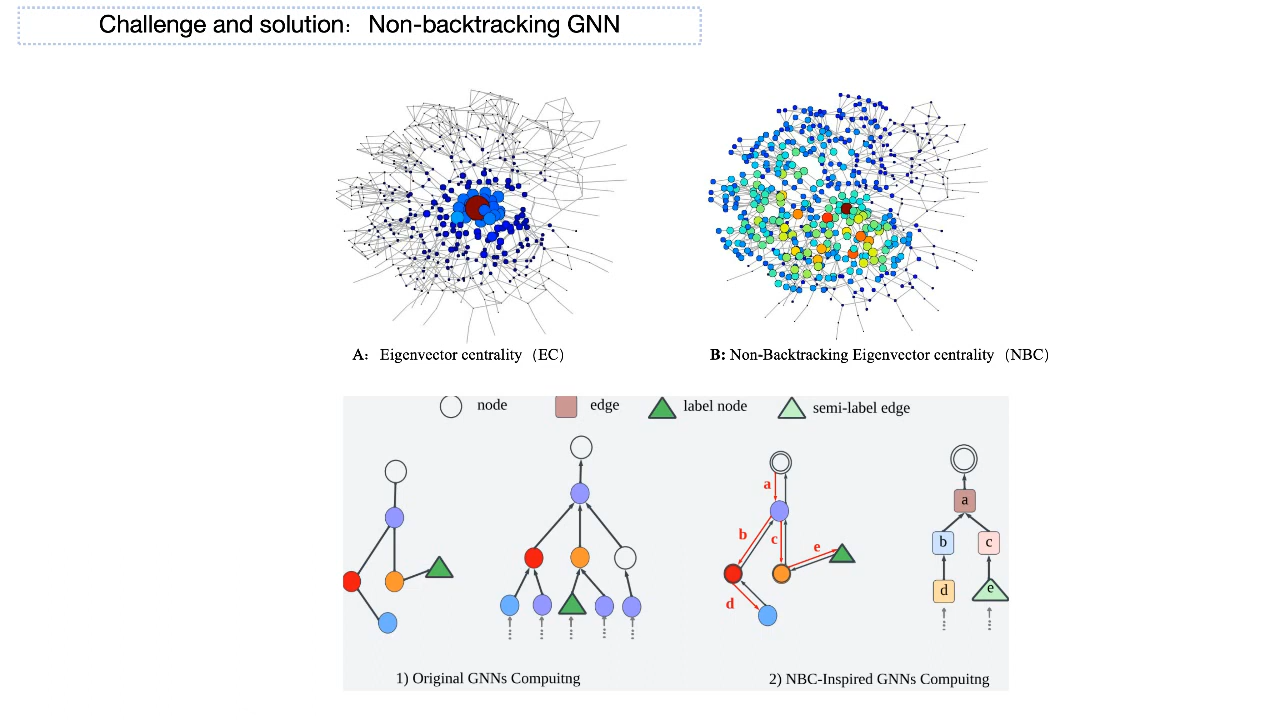 Challenge and solution：Non-backtracking GNN
A：Eigenvector centrality（EC）
B: Non-Backtracking Eigenvector centrality（NBC）
node
edge
label node
semi-label edge
a
b
c
e
d
a
b
c
d
e
1) Original GNNs Compuitng
2) NBC-Inspired GNNs Compuitng